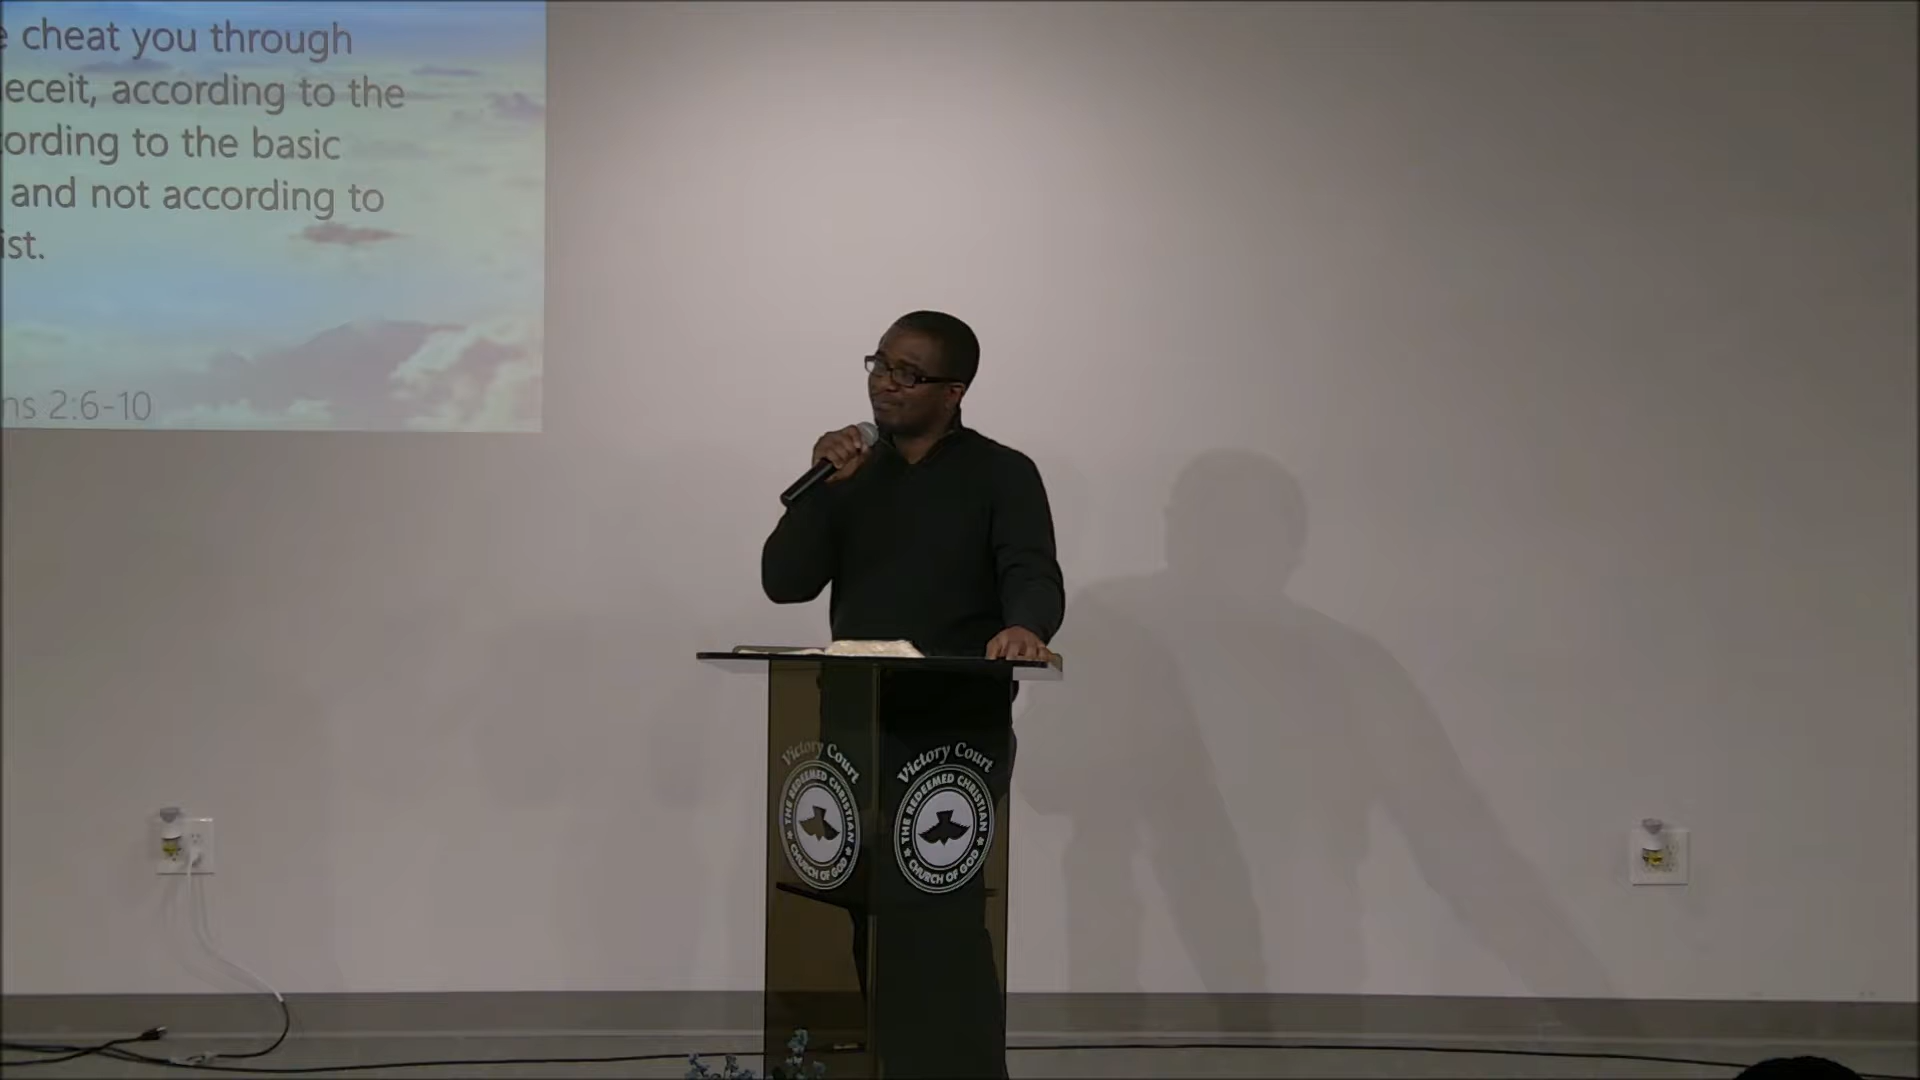 cheat you through
eceit, according to the
ording to the basic
and not according to
ist.
ns 2:6-10
Victory Court
THE REDEEMED CHRISTIAN
CHURCH OF GOD
Victory Court
THE REDEEMED CHRISTIAN
CHURCH OF GOD